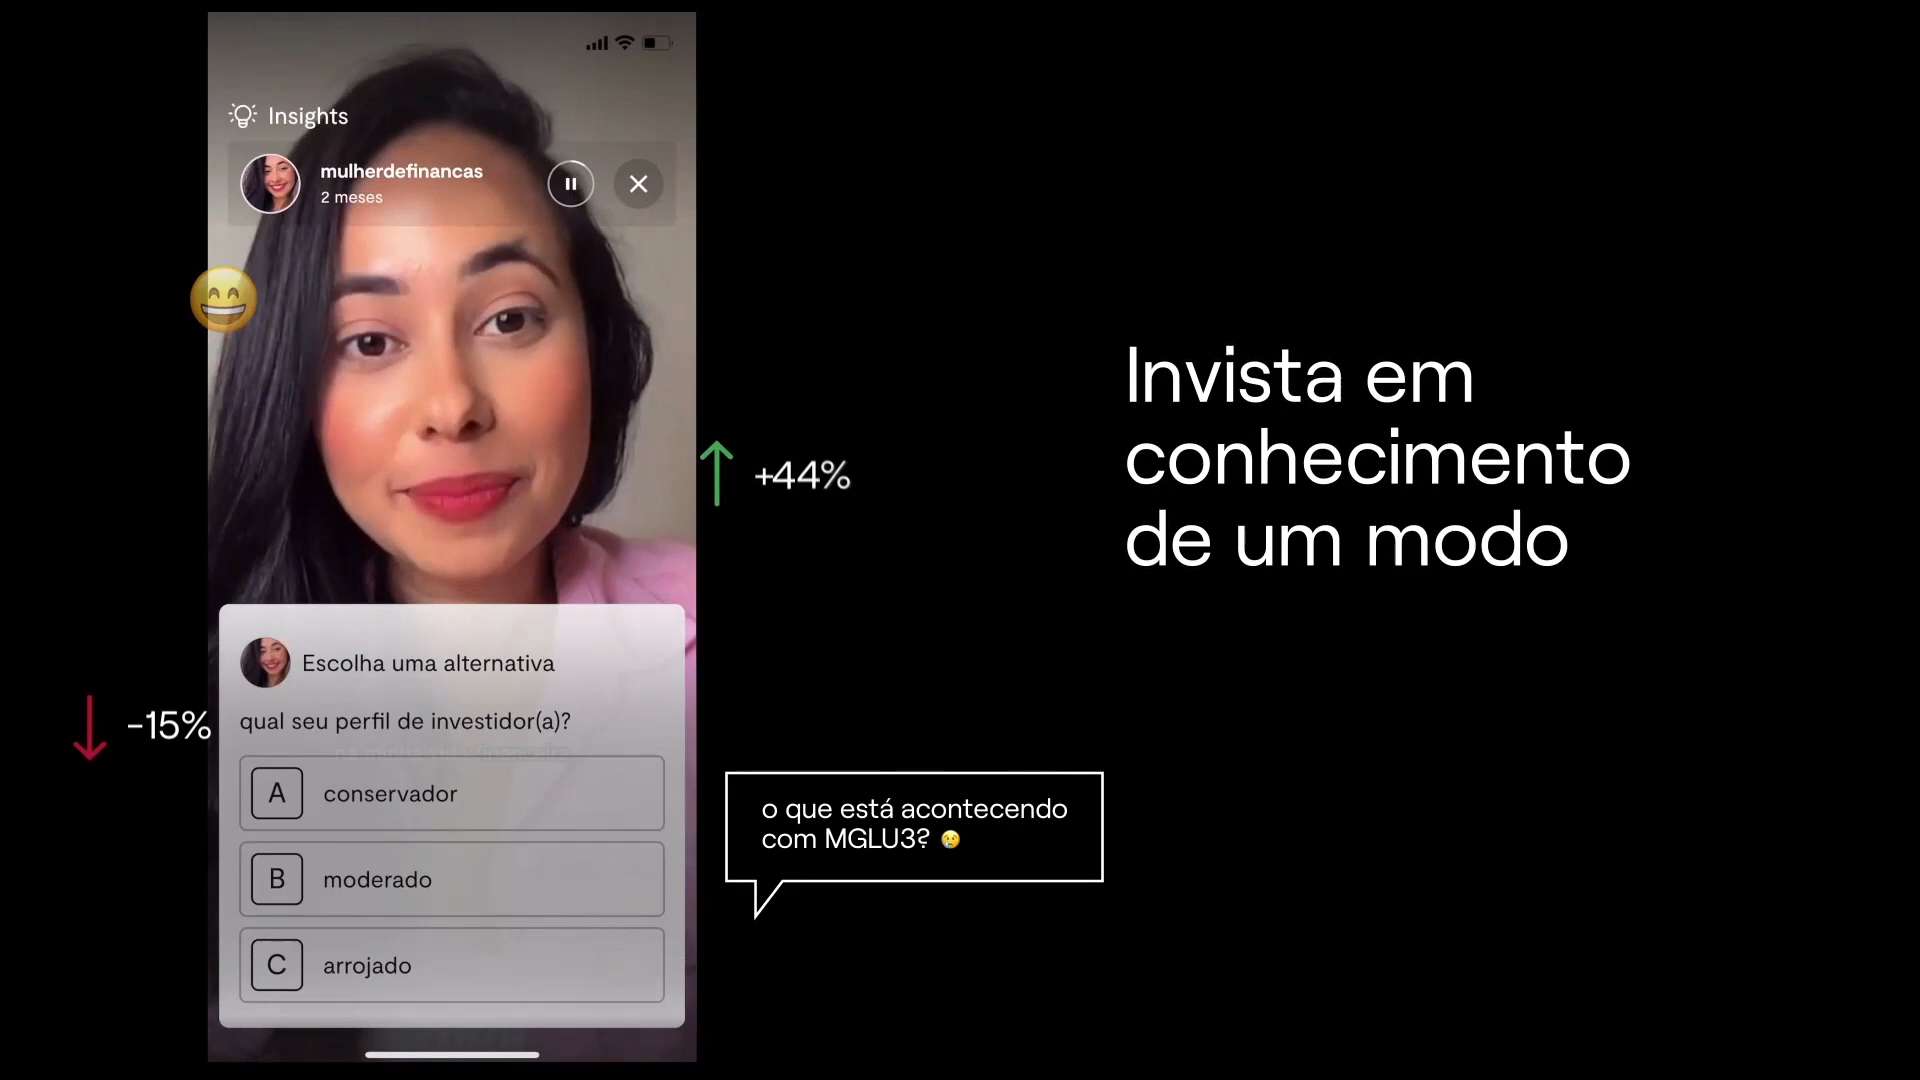 Insights
mulherdefinancas
2 meses
+44%
Invista em
conhecimento
de um modo
Escolha uma alternativa
-15%
qual seu perfil de investidor(a)?
A conservador
B moderado
C arrojado
o que está acontecendo
com MGLU3? 😢